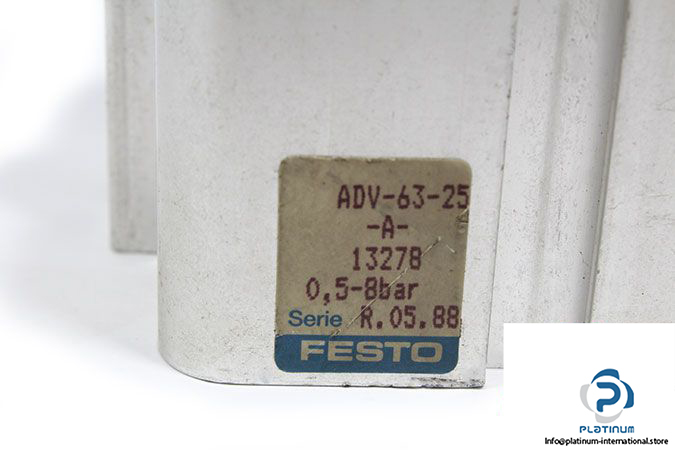 ADV-63-25
-A-
13278
0,5-8bar
Serie R.05.88
FESTO
PLATINUM
Info@platinum-international.store